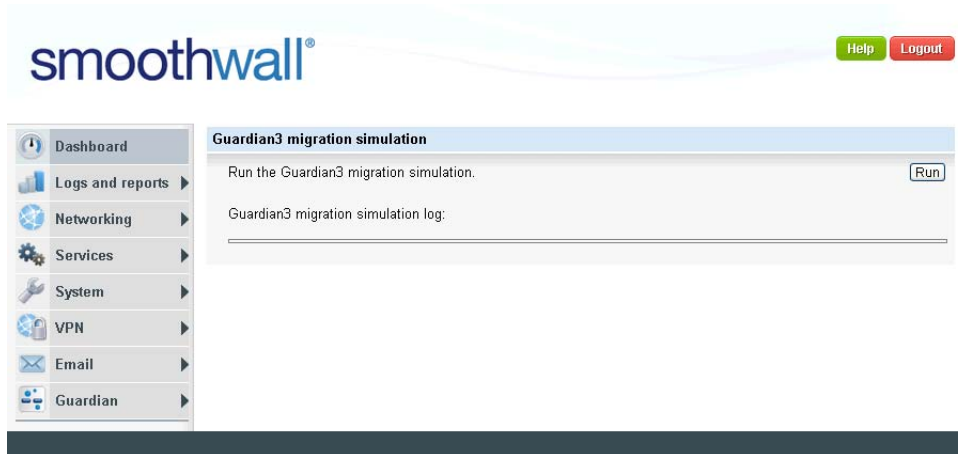 smoothwall®
Help
Logout
Dashboard
Logs and reports
Networking
Services
System
VPN
Email
Guardian
Guardian3 migration simulation
Run the Guardian3 migration simulation.
Run
Guardian3 migration simulation log: